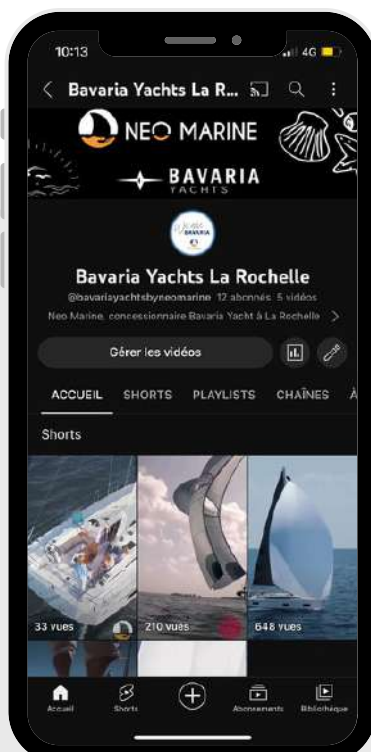 10:13
4G
Bavaria Yachts La R...
NEO MARINE
BAVARIA
YACHTS
BAVARIA
Bavaria Yachts La Rochelle
@bavariayachtsbyneomarine 12 abonnés 5 vidéos
Neo Marine, concessionnaire Bavaria Yacht à La Rochelle
Gérer les vidéos
ACCUEIL SHORTS PLAYLISTS CHAÎNES À
Shorts
33 vues 210 vues 648 vues
Accueil Shorts Abonnements Bibliothèque